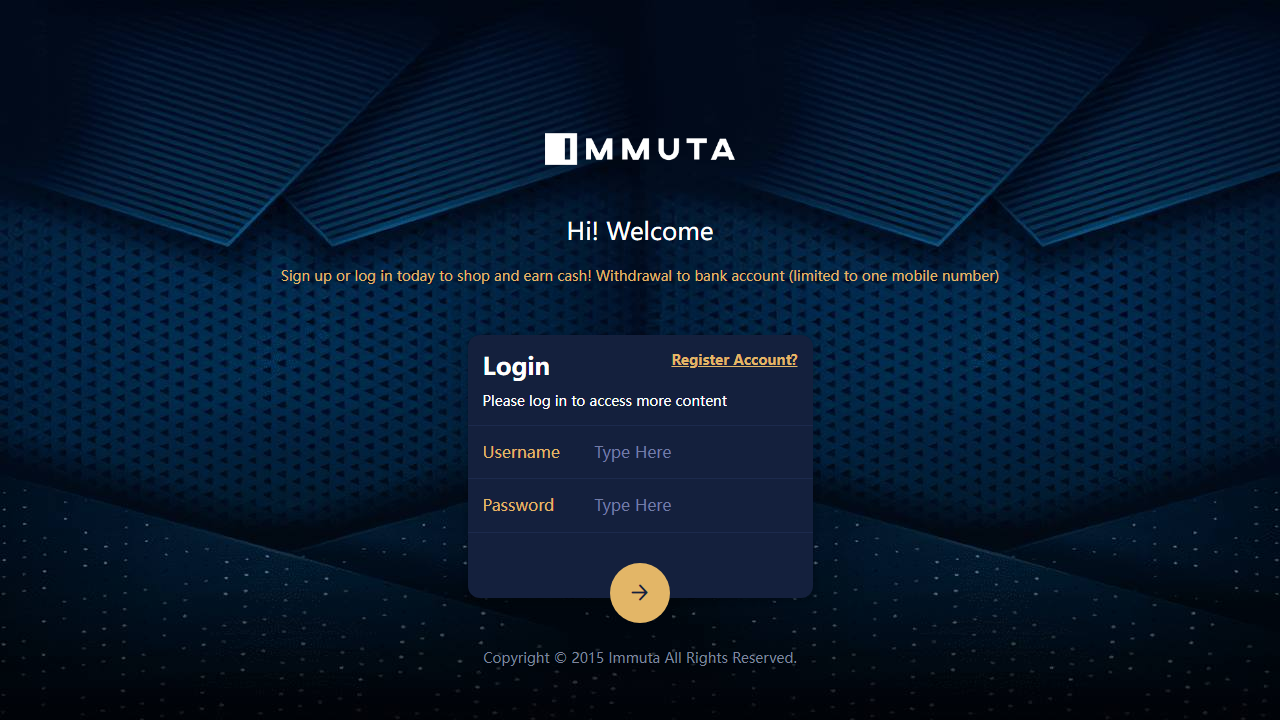 IMMUTA
Hi! Welcome
Sign up or log in today to shop and earn cash! Withdrawal to bank account (limited to one mobile number)
Login
Register Account?
Please log in to access more content
Username Type Here
Password Type Here
Copyright © 2015 Immuta All Rights Reserved.